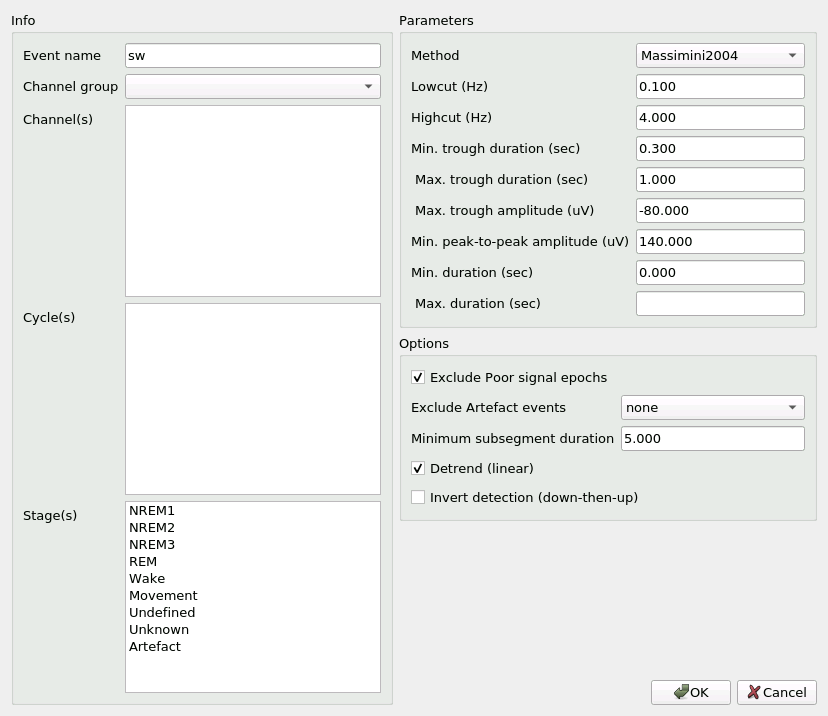 Info
Event name sw
Channel group
Channel(s)
Cycle(s)
Stage(s)
NREM1
NREM2
NREM3
REM
Wake
Movement
Undefined
Unknown
Artefact
Parameters
Method Massimini2004
Lowcut (Hz) 0.100
Highcut (Hz) 4.000
Min. trough duration (sec) 0.300
Max. trough duration (sec) 1.000
Max. trough amplitude (uV) -80.000
Min. peak-to-peak amplitude (uV) 140.000
Min. duration (sec) 0.000
Max. duration (sec)
Options
Exclude Poor signal epochs
Exclude Artefact events none
Minimum subsegment duration 5.000
Detrend (linear)
Invert detection (down-then-up)
OK Cancel